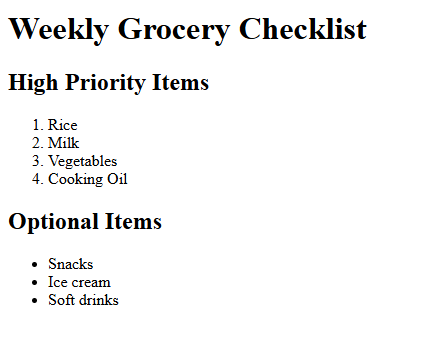 Weekly Grocery Checklist
High Priority Items
1. Rice
2. Milk
3. Vegetables
4. Cooking Oil
Optional Items
• Snacks
• Ice cream
• Soft drinks